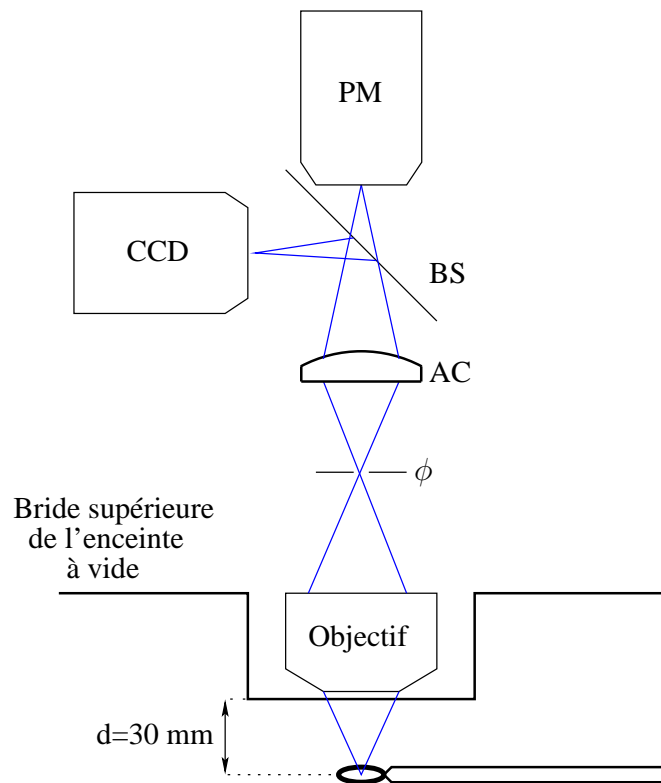 PM
CCD
BS
AC
ϕ
Bride supérieure
de l'enceinte
à vide
Objectif
d=30 mm